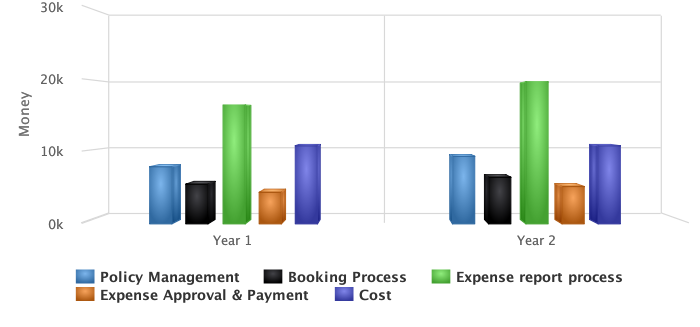 30k
20k
10k
0k
Money
Year 1
Year 2
Policy Management
Booking Process
Expense report process
Expense Approval & Payment
Cost